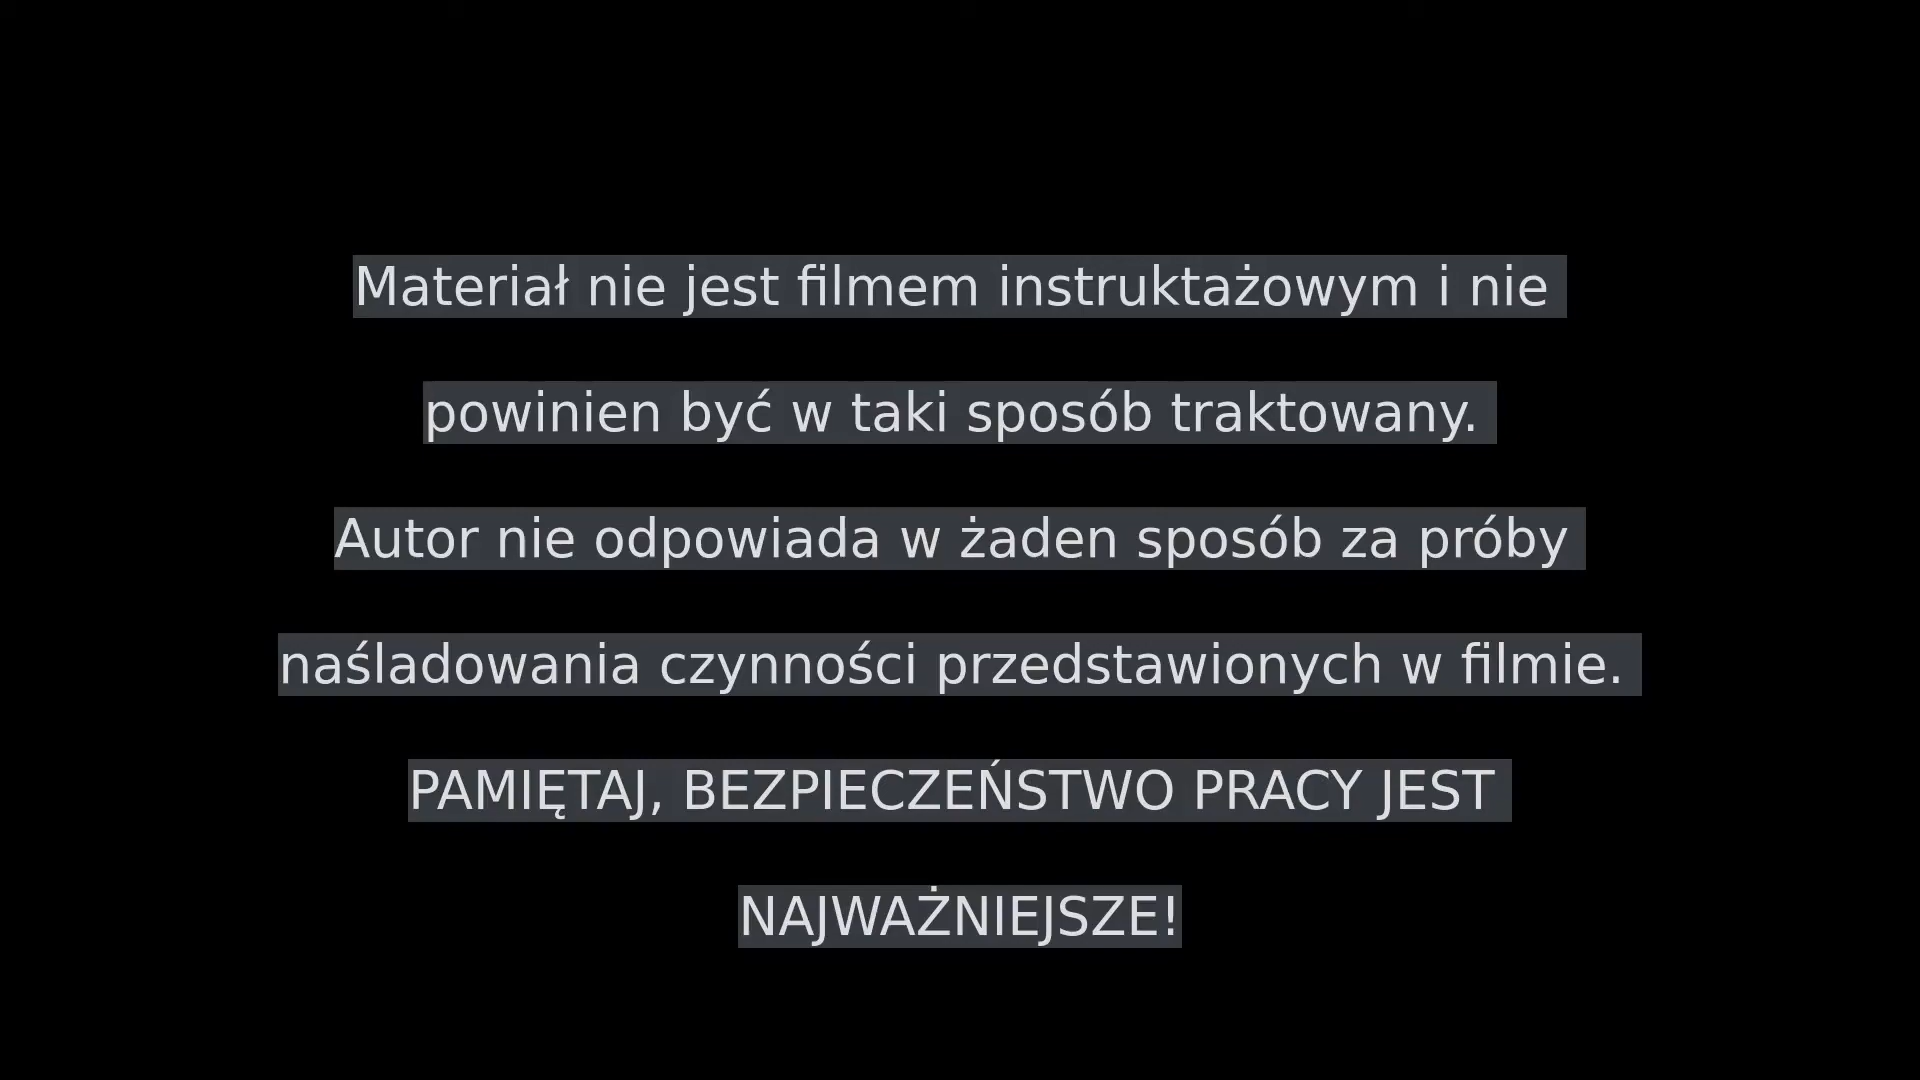 Materiał nie jest filmem instruktażowym i nie
powinien być w taki sposób traktowany.
Autor nie odpowiada w żaden sposób za próby
naśladowania czynności przedstawionych w filmie.
PAMIĘTAJ, BEZPIECZEŃSTWO PRACY JEST
NAJWAŻNIEJSZE!